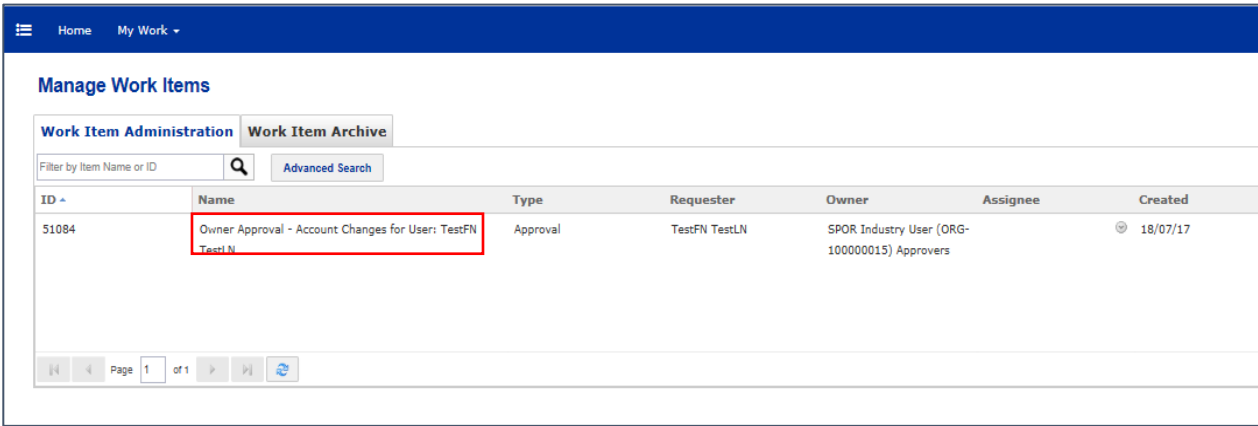 Home My Work
Manage Work Items
Work Item Administration Work Item Archive
Filter by Item Name or ID Advanced Search
ID Name Type Requester Owner Assignee Created
51084 Owner Approval - Account Changes for User: TestFN Approval TestFN TestLN SPOR Industry User (ORG- 18/07/17
TestLN 100000015) Approvers
Page 1 of 1